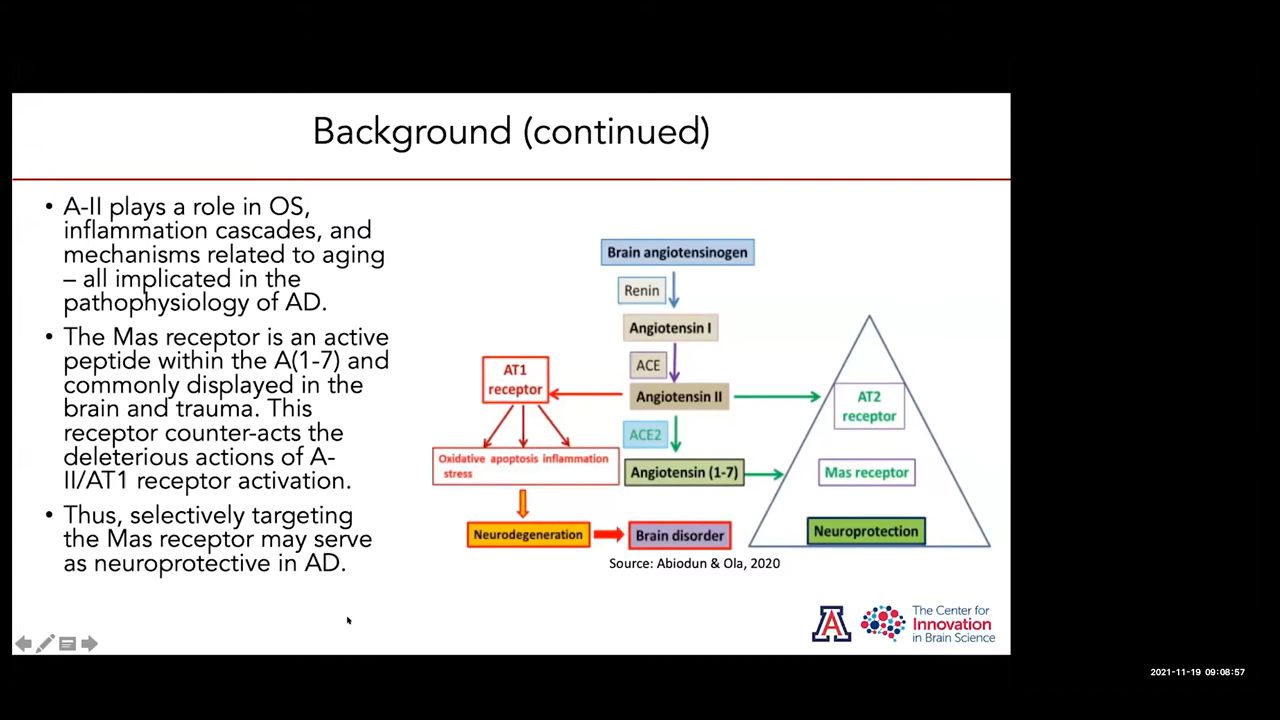 Background (continued)
• A-II plays a role in OS,
inflammation cascades, and
mechanisms related to aging
– all implicated in the
pathophysiology of AD.
• The Mas receptor is an active
peptide within the A(1-7) and
commonly displayed in the
brain and trauma. This
receptor counter-acts the
deleterious actions of A-
II/AT1 receptor activation.
• Thus, selectively targeting
the Mas receptor may serve
as neuroprotective in AD.
Brain angiotensinogen
Renin
Angiotensin I
ACE
AT1
receptor
Angiotensin II
AT2
receptor
ACE2
Oxidative apoptosis inflammation
stress
Angiotensin (1-7)
Mas receptor
Neurodegeneration
Brain disorder
Neuroprotection
Source: Abiodun & Ola, 2020
A
The Center for
Innovation
in Brain Science
2021-11-19 09:08:57